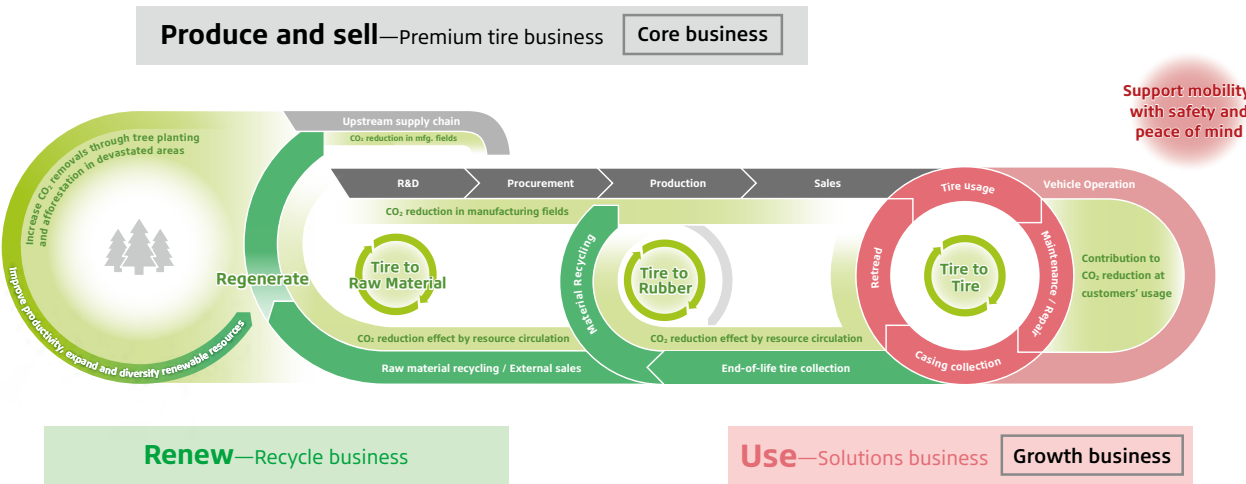 Produce and sell—Premium tire business
Core business
Support mobility
with safety and
peace of mind
Upstream supply chain
CO₂ reduction in mfg. fields
Increase CO₂ removals through tree planting
and afforestation in devastated areas
R&D
Procurement
Production
Sales
Tire usage
Vehicle Operation
CO₂ reduction in manufacturing fields
Regenerate
Tire to
Raw Material
Material Recycling
Tire to
Rubber
Retread
Tire to
Tire
Maintenance / Repair
Contribution to
CO₂ reduction at
customers' usage
Improve productivity, expand and diversify renewable resources
CO₂ reduction effect by resource circulation
CO₂ reduction effect by resource circulation
Casing collection
Raw material recycling / External sales
End-of-life tire collection
Renew—Recycle business
Use—Solutions business
Growth business